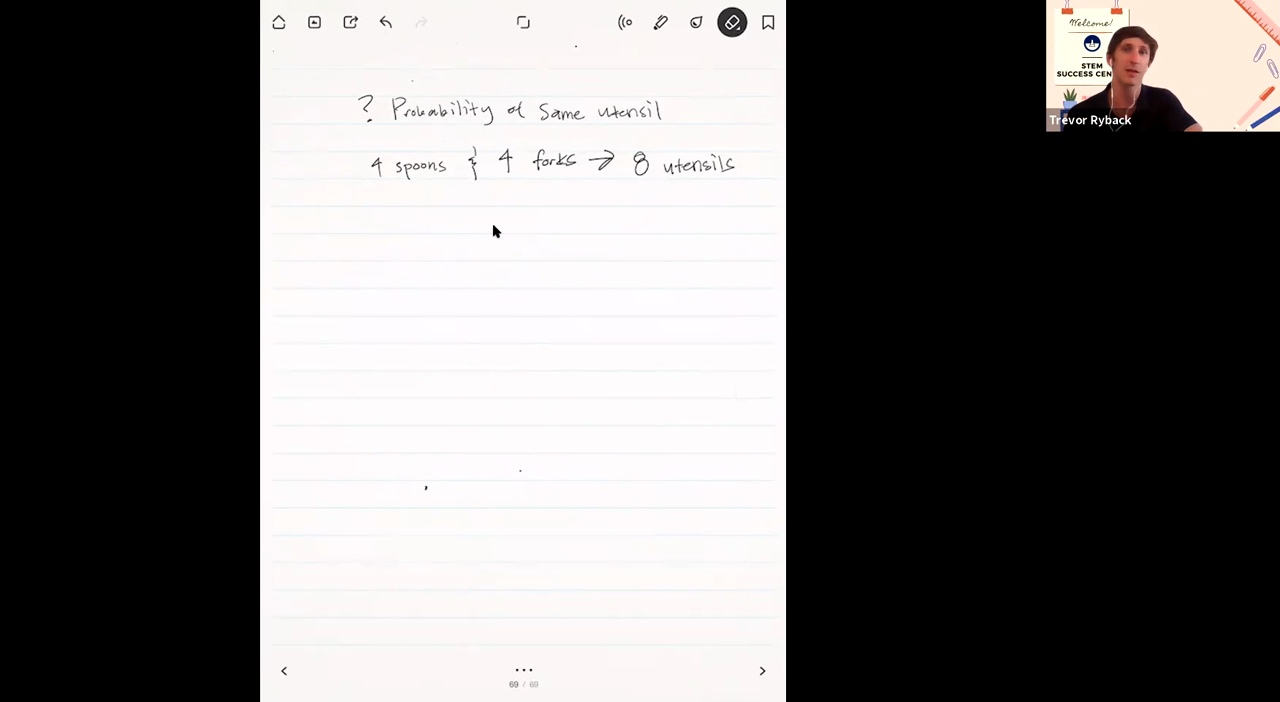 Welcome!
STEM
SUCCESS CEN
Trevor Ryback
? Probability of Same utensil
4 spoons & 4 forks → 8 utensils
69 / 69